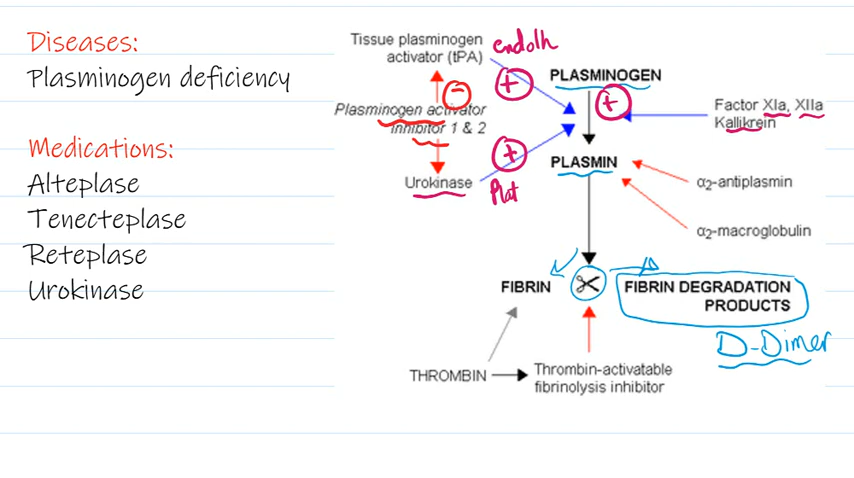 Diseases:
Plasminogen deficiency
Medications:
Alteplase
Tenecteplase
Reteplase
Urokinase
Tissue plasminogen
activator (tPA)
endolh
PLASMINOGEN
Plasminogen activator
inhibitor 1 & 2
Factor XIa, XIIa
Kallikrein
PLASMIN
Urokinase
Plat
α2-antiplasmin
α2-macroglobulin
FIBRIN
FIBRIN DEGRADATION
PRODUCTS
D-Dimer
THROMBIN
Thrombin-activatable
fibrinolysis inhibitor